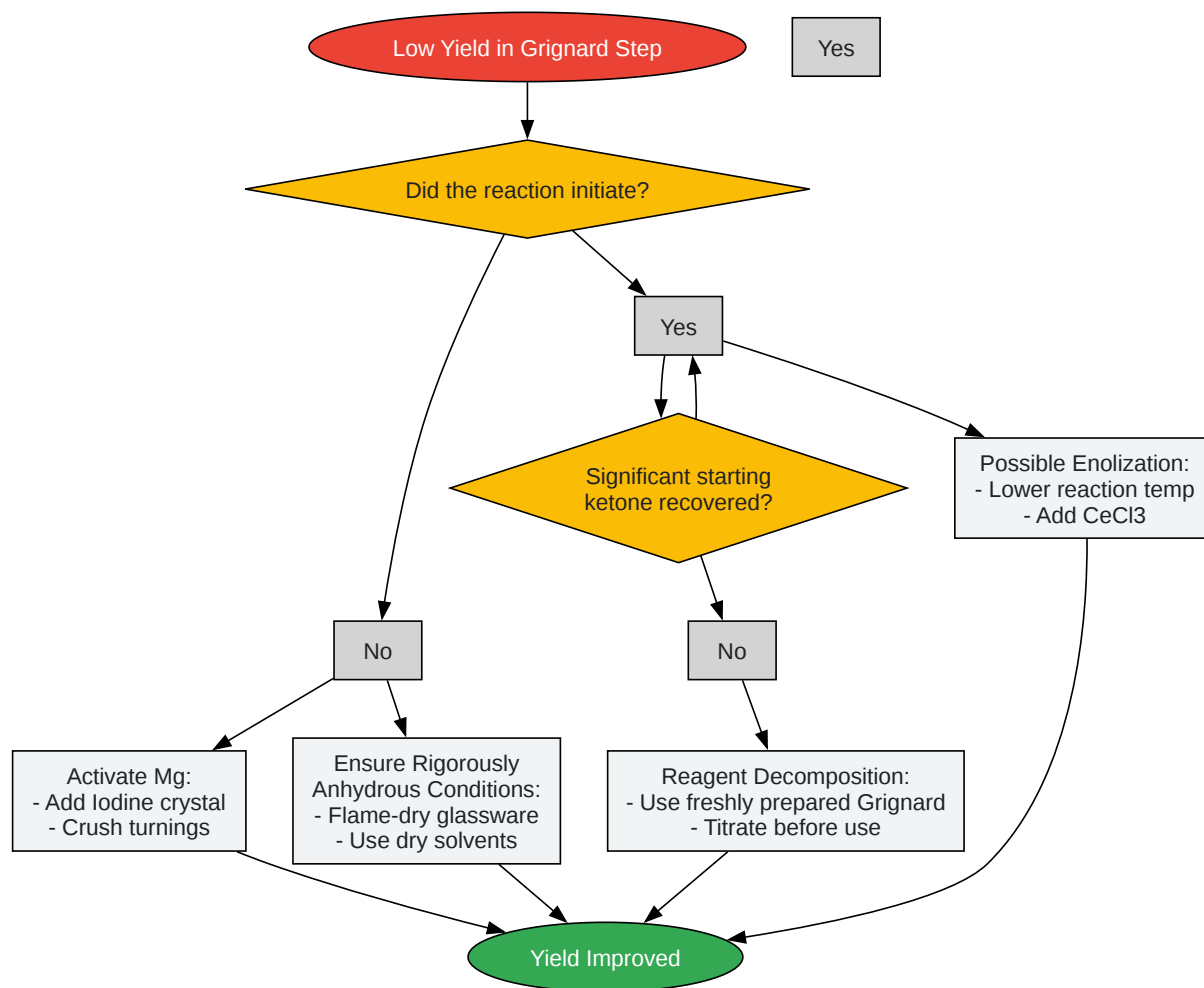 Low Yield in Grignard Step
Yes
Did the reaction initiate?
Yes
Significant starting
ketone recovered?
Possible Enolization:
- Lower reaction temp
- Add CeCl3
No
No
Activate Mg:
- Add Iodine crystal
- Crush turnings
Ensure Rigorously
Anhydrous Conditions:
- Flame-dry glassware
- Use dry solvents
Reagent Decomposition:
- Use freshly prepared Grignard
- Titrate before use
Yield Improved